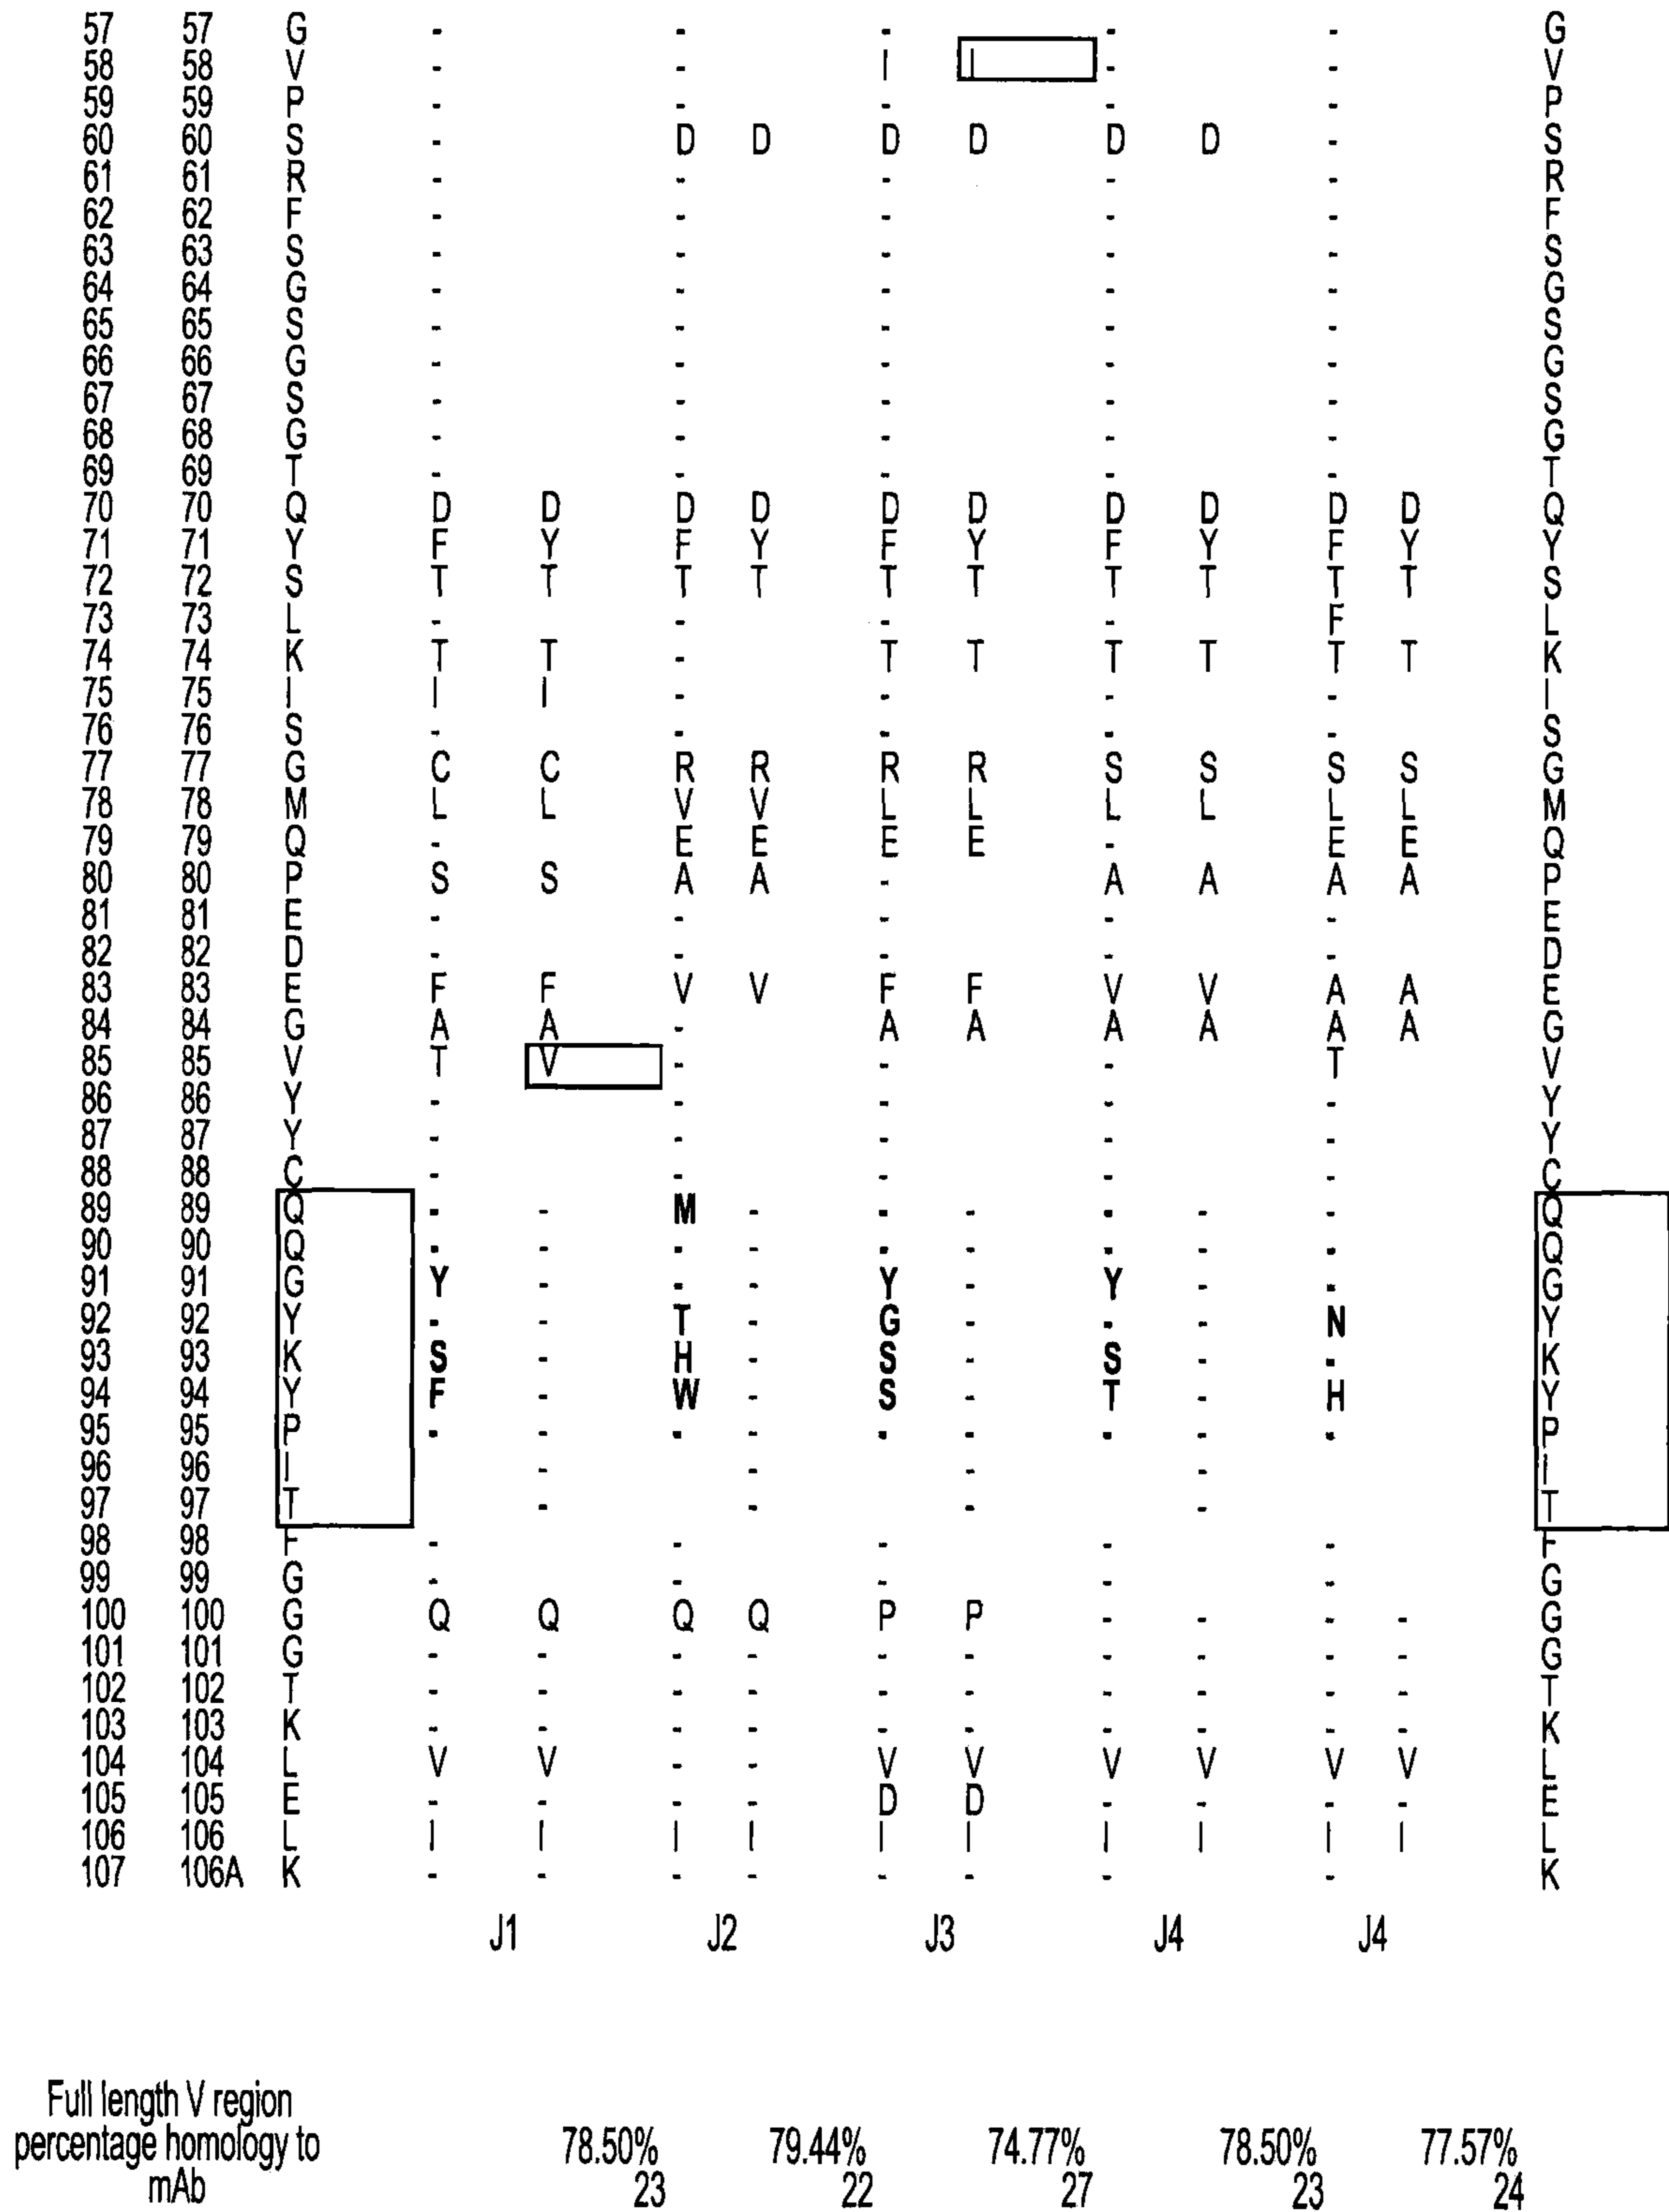 57 57 G - - - - - G
58 58 V - - I I - - V
59 59 P - - - - - P
60 60 S - D D D D D D - S
61 61 R - - - - - R
62 62 F - - - - - F
63 63 S - - - - - S
64 64 G - - - - - G
65 65 S - - - - - S
66 66 G - - - - - G
67 67 S - - - - - S
68 68 G - - - - - G
69 69 T - - - - - T
70 70 Q D D D D D D D D D D Q
71 71 Y F Y F Y F Y F Y F Y Y
72 72 S T T T T T T T T T T S
73 73 L - - - - F L
74 74 K T T - T T T T T T K
75 75 I I I - - - - I
76 76 S - - - - - S
77 77 G C C R R R R S S S S G
78 78 M L L V V L L L L L L M
79 79 Q - E E E E - E E Q
80 80 P S S A A - A A A A P
81 81 E - - - - - E
82 82 D - - - - - D
83 83 E F F V V F F V V A A E
84 84 G A A - A A A A A A G
85 85 V T V - - - T V
86 86 Y - - - - - Y
87 87 Y - - - - - Y
88 88 C - - - - - C
89 89 Q - - M - - - - - - Q
90 90 Q - - - - - - - - - Q
91 91 G Y - - - Y - Y - - G
92 92 Y - - T - G - - - N Y
93 93 K S - H - S - S - - K
94 94 Y F - W - S - T - H Y
95 95 P - - - - - - - - - P
96 96 I - - - - I
97 97 T - - - - T
98 98 F - - - - - F
99 99 G - - - - - G
100 100 G Q Q Q Q P P - - - - G
101 101 G - - - - - - - - - - G
102 102 T - - - - - - - - - - T
103 103 K - - - - - - - - - - K
104 104 L V V - - V V V V V V L
105 105 E - - - - D D - - - - E
106 106 L I I I I I I I I I I L
107 106A K - - - - - - - - K
J1 J2 J3 J4 J4
Full length V region
percentage homology to 78.50% 79.44% 74.77% 78.50% 77.57%
mAb 23 22 27 23 24